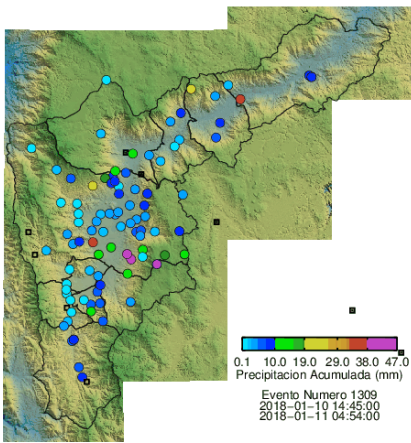 0.1 10.0 19.0 29.0 38.0 47.0
Precipitacion Acumulada (mm)
Evento Numero 1309
2018-01-10 14:45:00
2018-01-11 04:54:00